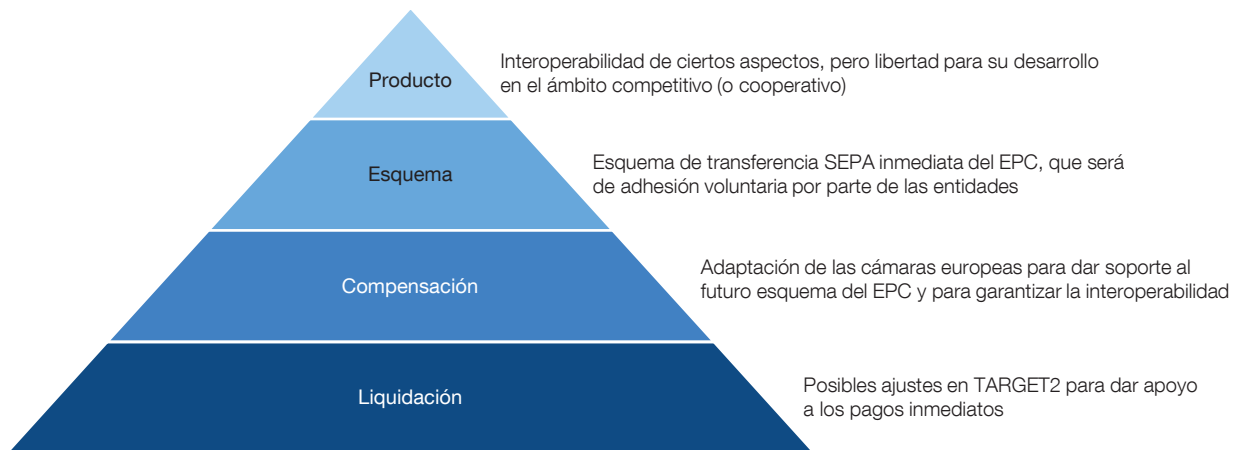 Producto
Interoperabilidad de ciertos aspectos, pero libertad para su desarrollo
en el ámbito competitivo (o cooperativo)
Esquema
Esquema de transferencia SEPA inmediata del EPC, que será
de adhesión voluntaria por parte de las entidades
Compensación
Adaptación de las cámaras europeas para dar soporte al
futuro esquema del EPC y para garantizar la interoperabilidad
Liquidación
Posibles ajustes en TARGET2 para dar apoyo
a los pagos inmediatos